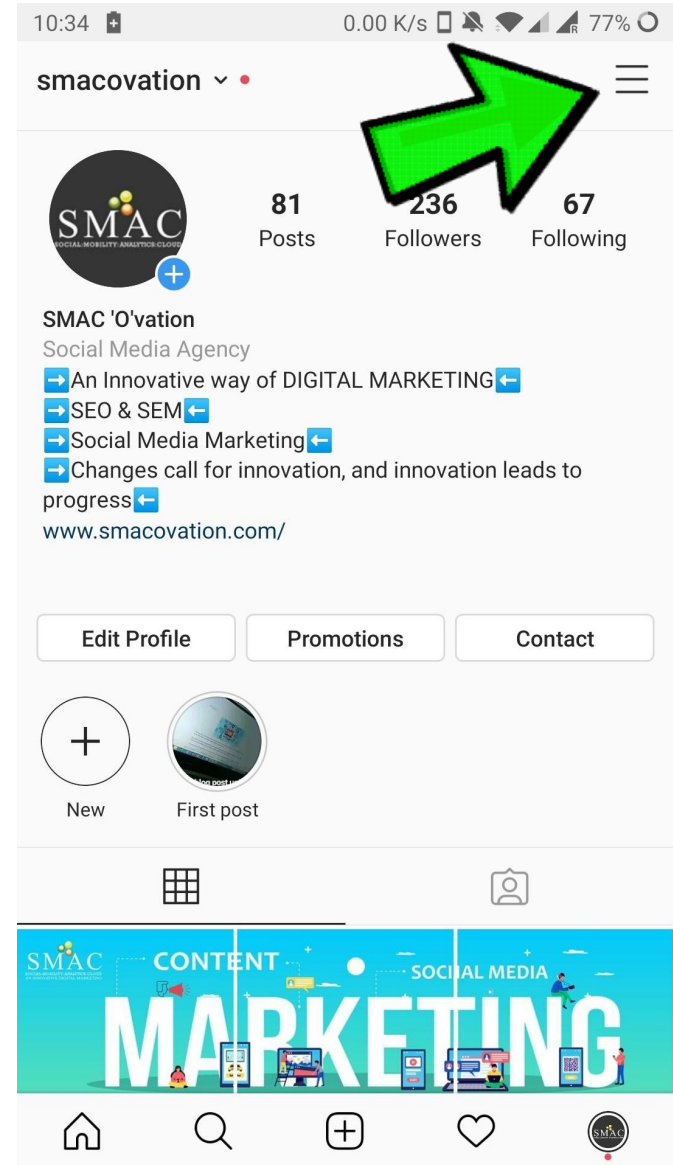 10:34 0.00 K/s R 77%
smacovation
81 236 67
Posts Followers Following
SMAC
SOCIAL·MOBILITY·ANALYTICS·CLOUD
SMAC 'O'vation
Social Media Agency
➡️An Innovative way of DIGITAL MARKETING⬅️
➡️SEO & SEM⬅️
➡️Social Media Marketing⬅️
➡️Changes call for innovation, and innovation leads to
progress⬅️
www.smacovation.com/
Edit Profile Promotions Contact
blog post
New First post
SMAC CONTENT SOCIAL MEDIA
MARKETING
SMAC